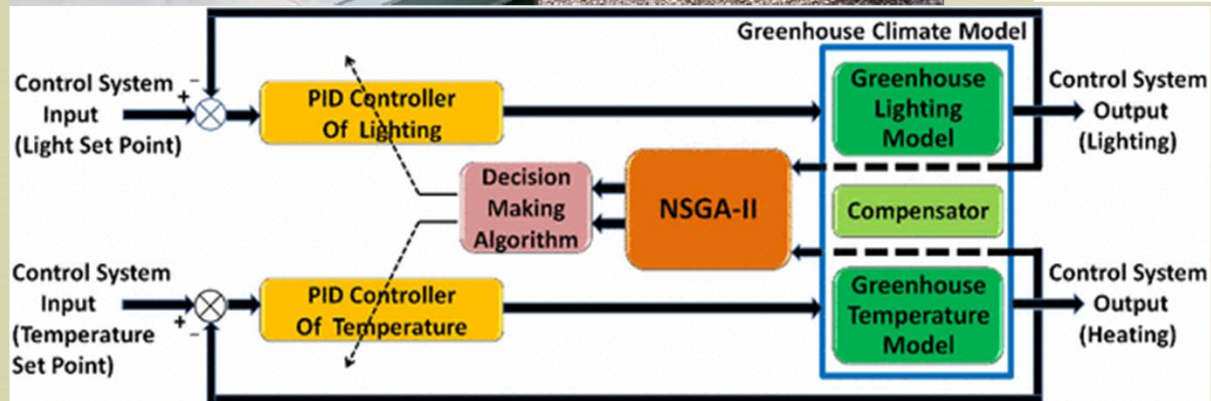 Greenhouse Climate Model
Control System
Input
(Light Set Point)
+
−
PID Controller
Of Lighting
Greenhouse
Lighting
Model
Control System
Output
(Lighting)
Decision
Making
Algorithm
NSGA-II
Compensator
Control System
Input
(Temperature
Set Point)
+
−
PID Controller
Of Temperature
Greenhouse
Temperature
Model
Control System
Output
(Heating)